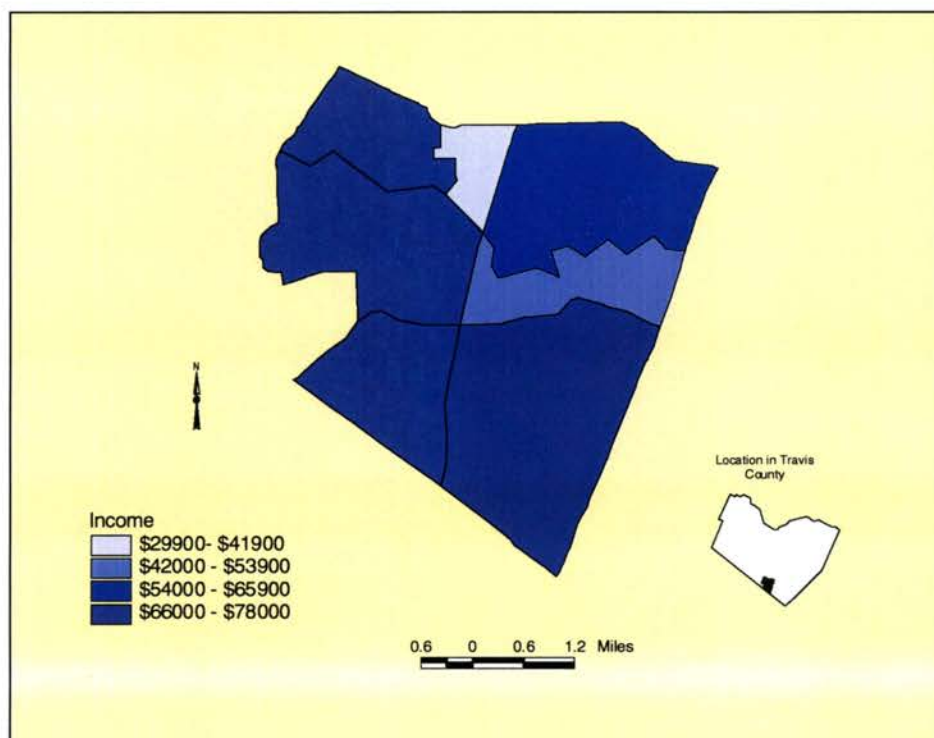 N
Location in Travis
County
Income
$29900- $41900
$42000 - $53900
$54000 - $65900
$66000 - $78000
0.6 0 0.6 1.2 Miles